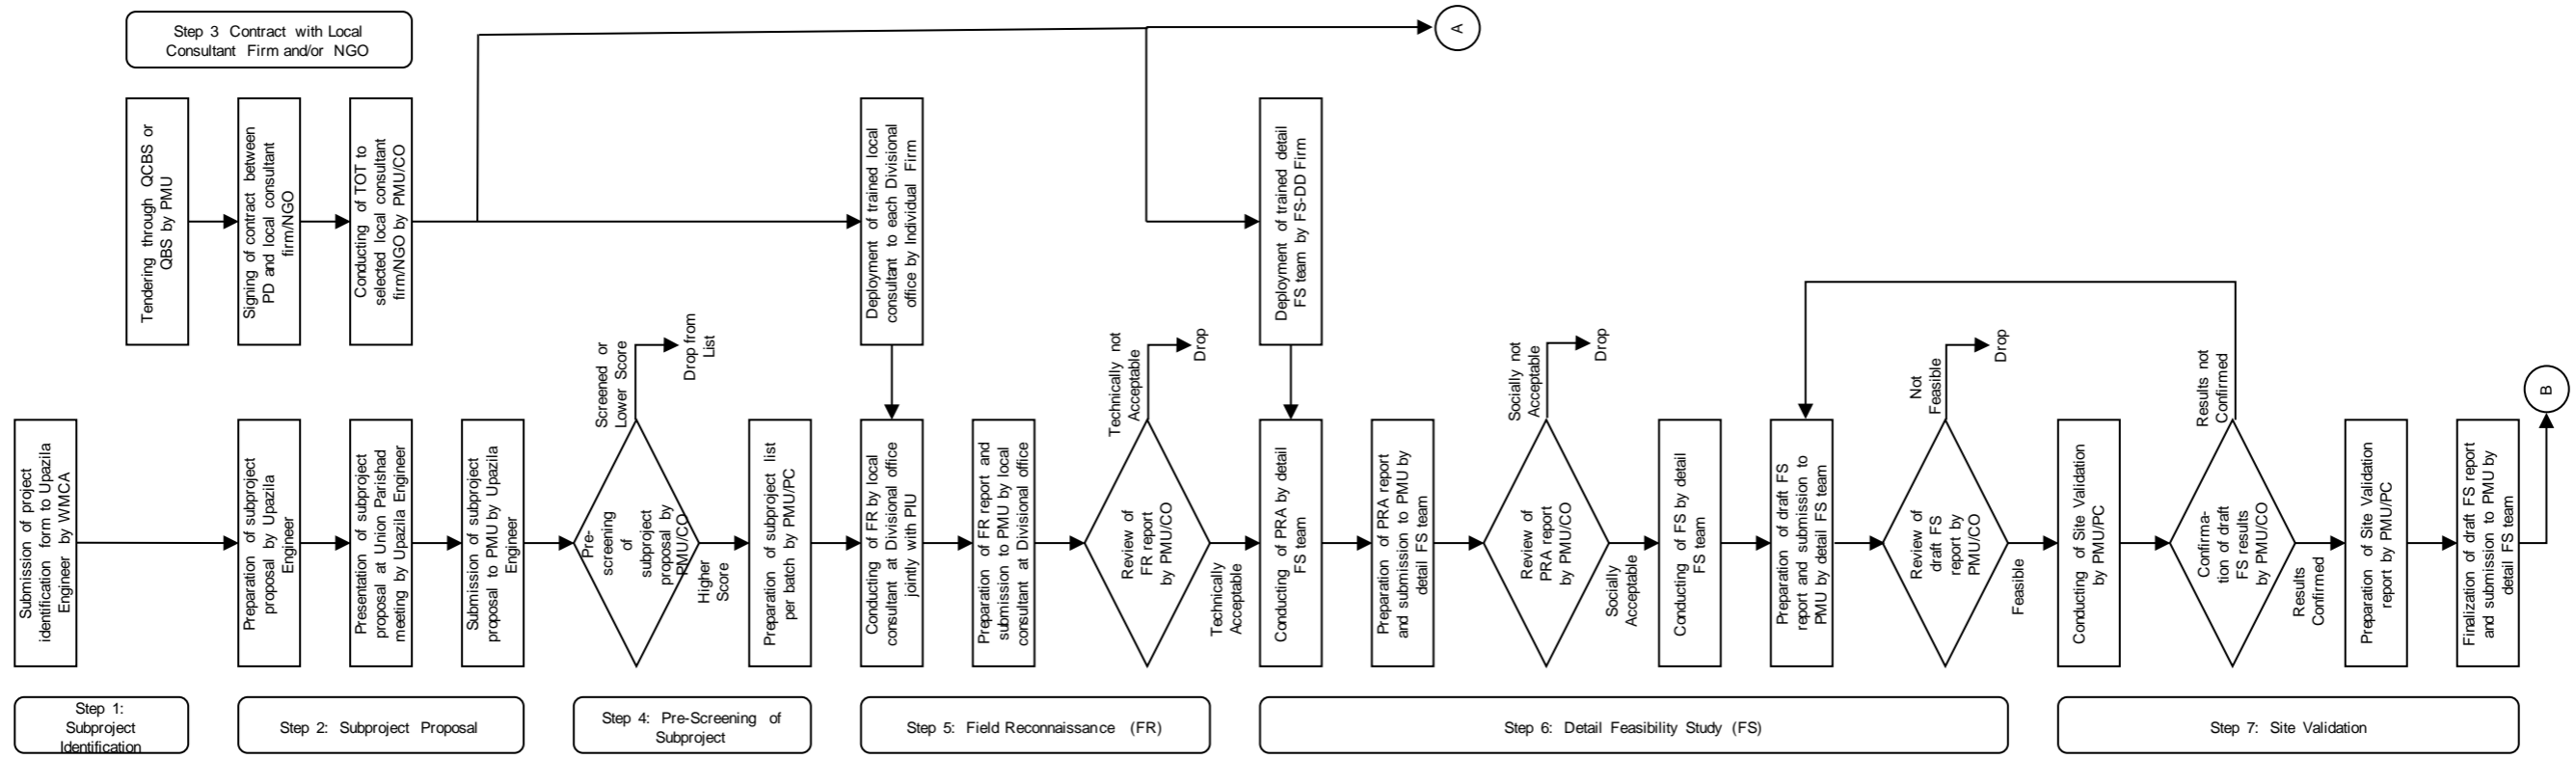 Step 3 Contract with Local
Consultant Firm and/or NGO
A
Tendering through QCBS or
QBS by PMU
Signing of contract between
PD and local consultant
firm/NGO
Conducting of TOT to
selected local consultant
firm/NGO by PMU/CO
Deployment of trained local
consultant to each Divisional
office by Individual Firm
Deployment of trained detail
FS team by FS-DD Firm
Submission of project
identification form to Upazila
Engineer by WMCA
Preparation of subproject
proposal by Upazila
Engineer
Presentation of subproject
proposal at Union Parishad
meeting by Upazila Engineer
Submission of subproject
proposal to PMU by Upazila
Engineer
Pre-
screening
of
subproject
proposal by
PMU/CO
Screened or
Lower Score
Drop from
List
Higher
Score
Preparation of subproject list
per batch by PMU/PC
Conducting of FR by local
consultant at Divisional office
jointly with PIU
Preparation of FR report and
submission to PMU by local
consultant at Divisional office
Review of
FR report
by PMU/CO
Technically not
Acceptable
Drop
Technically
Acceptable
Conducting of PRA by detail
FS team
Preparation of PRA report
and submission to PMU by
detail FS team
Review of
PRA report
by PMU/CO
Socially not
Acceptable
Drop
Socially
Acceptable
Conducting of FS by detail
FS team
Preparation of draft FS
report and submission to
PMU by detail FS team
Review of
draft FS
report by
PMU/CO
Not
Feasible
Drop
Feasible
Conducting of Site Validation
by PMU/PC
Confirma-
tion of draft
FS results
by PMU/CO
Results not
Confirmed
Results
Confirmed
Preparation of Site Validation
report by PMU/PC
Finalization of draft FS report
and submission to PMU by
detail FS team
B
Step 1:
Subproject
Identification
Step 2: Subproject Proposal
Step 4: Pre-Screening of
Subproject
Step 5: Field Reconnaissance (FR)
Step 6: Detail Feasibility Study (FS)
Step 7: Site Validation